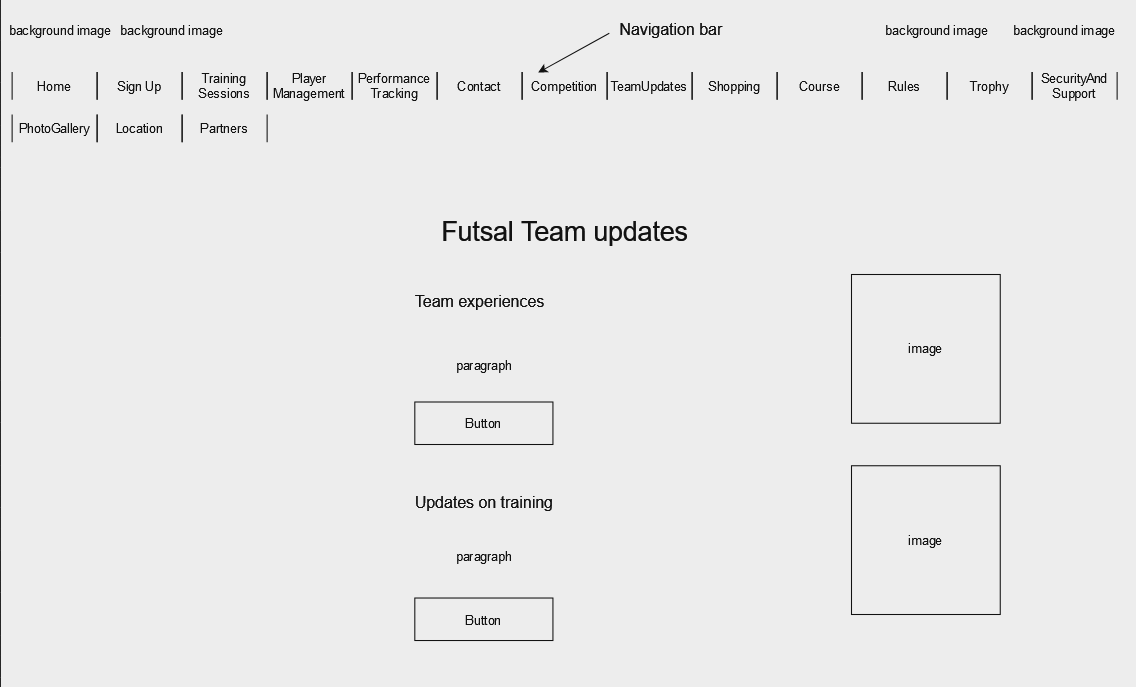 background image background image Navigation bar background image background image
Home Sign Up Training Sessions Player Management Performance Tracking Contact Competition TeamUpdates Shopping Course Rules Trophy SecurityAnd Support
PhotoGallery Location Partners
Futsal Team updates
Team experiences
paragraph
image
Button
Updates on training
paragraph
image
Button